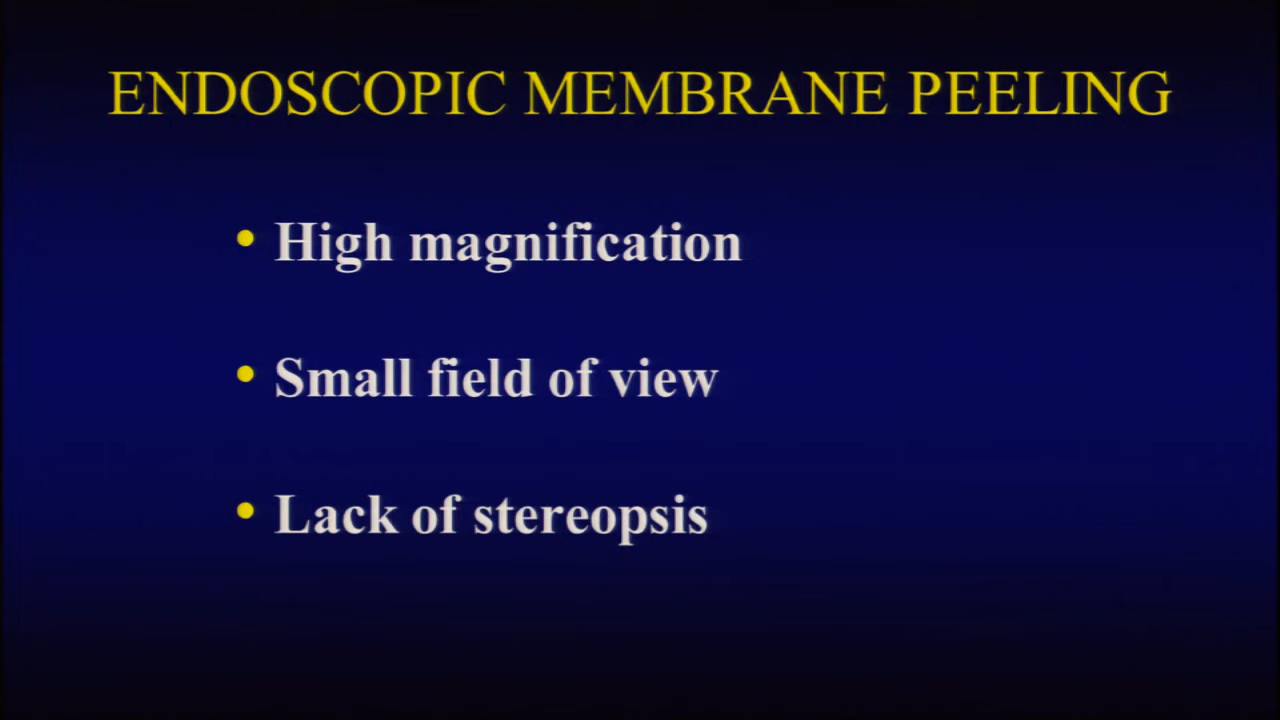 ENDOSCOPIC MEMBRANE PEELING
• High magnification
• Small field of view
• Lack of stereopsis